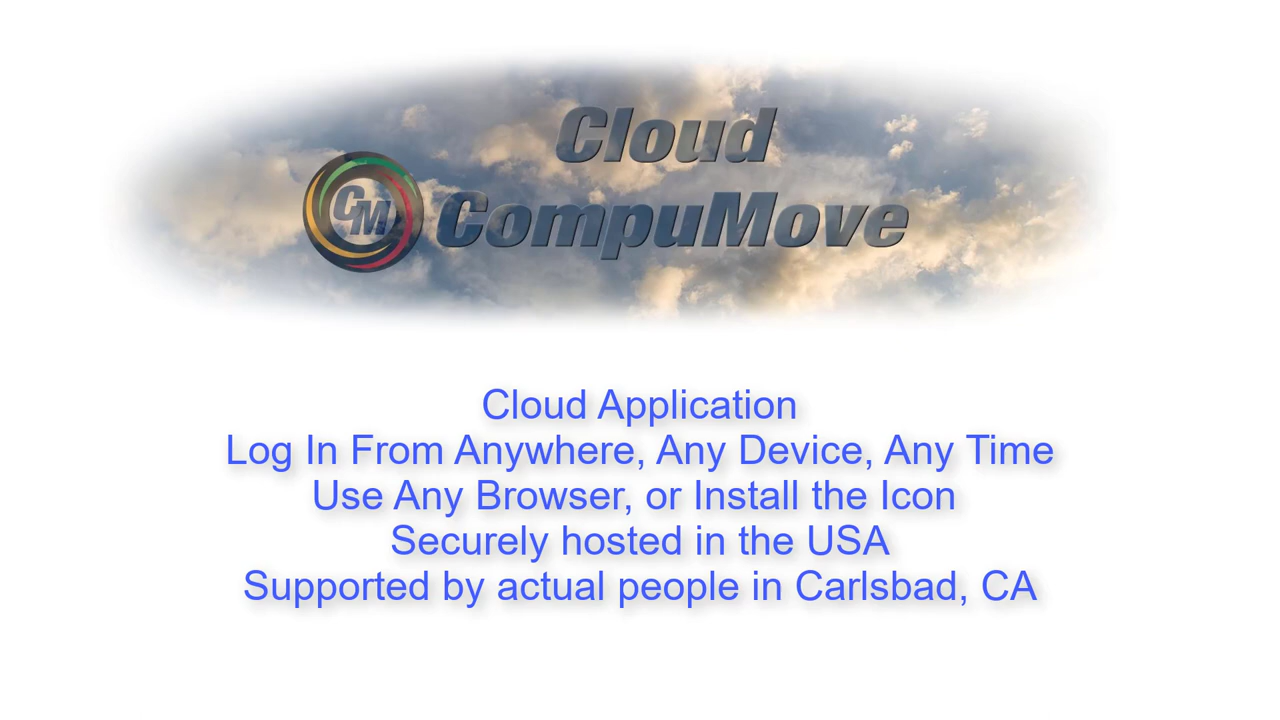 Cloud
CM CompuMove
Cloud Application
Log In From Anywhere, Any Device, Any Time
Use Any Browser, or Install the Icon
Securely hosted in the USA
Supported by actual people in Carlsbad, CA